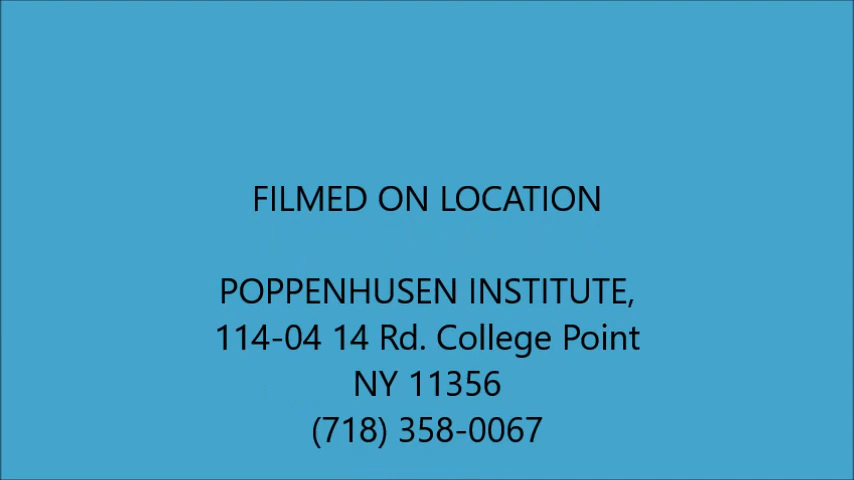 FILMED ON LOCATION
POPPENHUSEN INSTITUTE,
114-04 14 Rd. College Point
NY 11356
(718) 358-0067